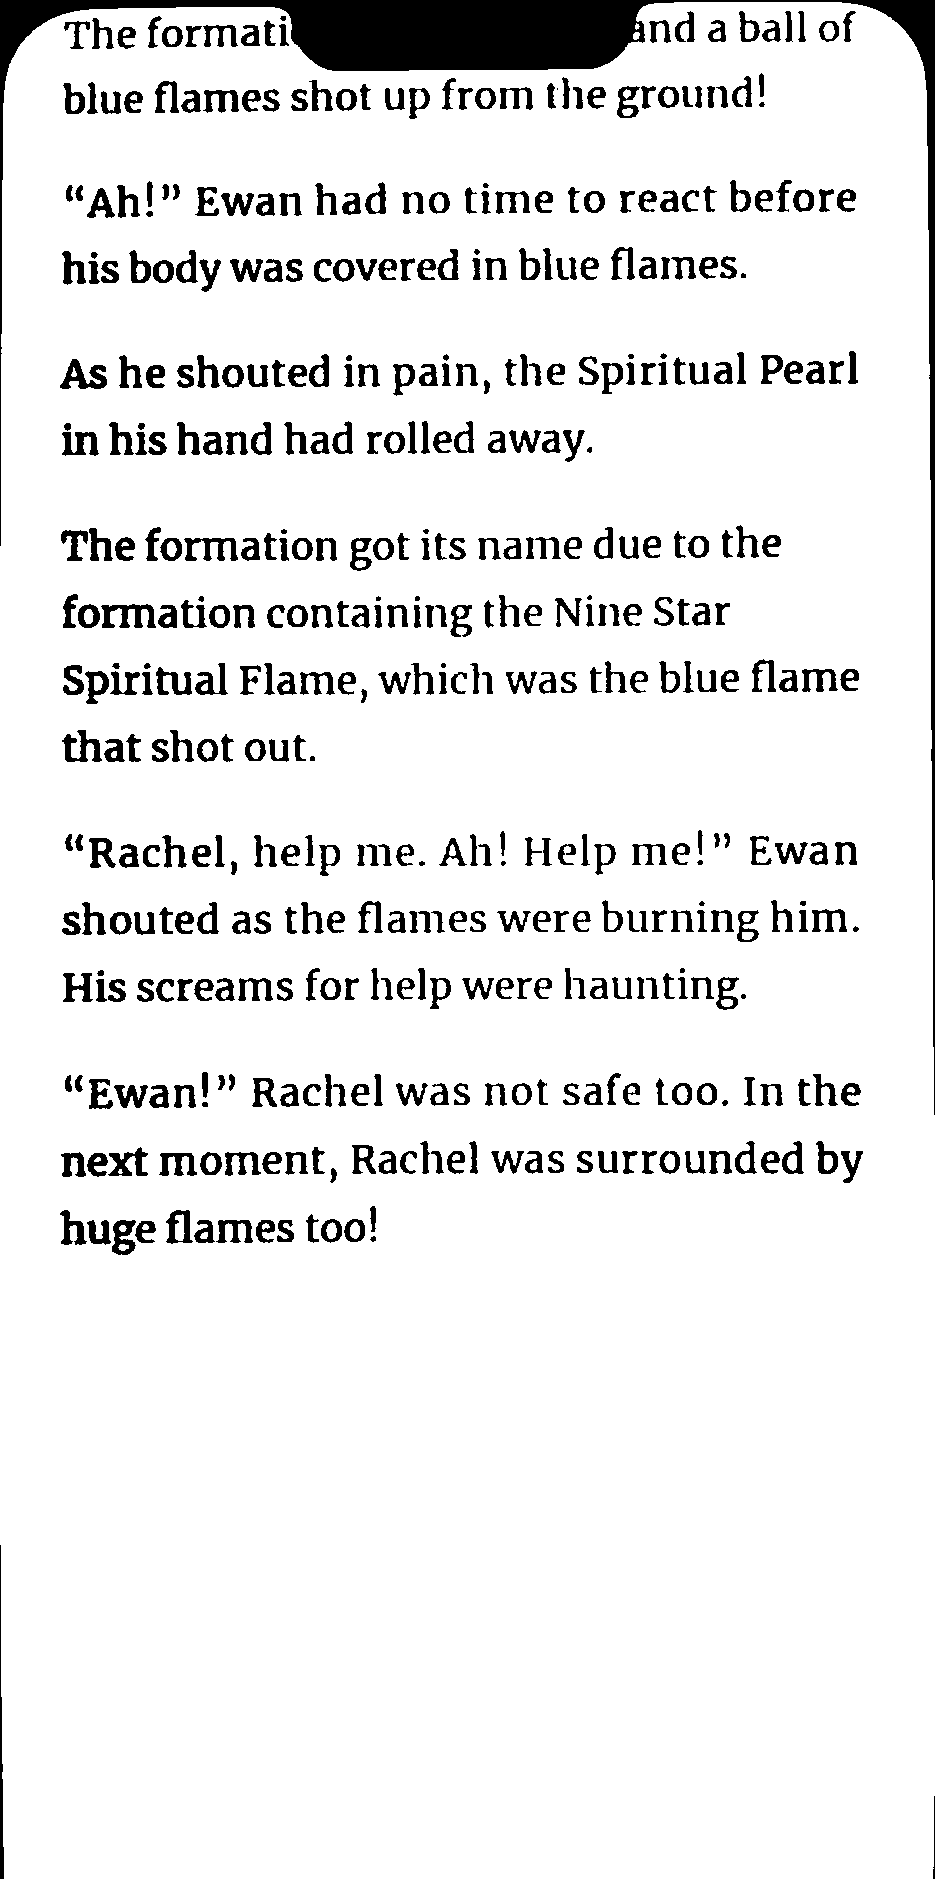 The formati and a ball of
blue flames shot up from the ground!
“Ah!” Ewan had no time to react before
his body was covered in blue flames.
As he shouted in pain, the Spiritual Pearl
in his hand had rolled away.
The formation got its name due to the
formation containing the Nine Star
Spiritual Flame, which was the blue flame
that shot out.
“Rachel, help me. Ah! Help me!” Ewan
shouted as the flames were burning him.
His screams for help were haunting.
“Ewan!” Rachel was not safe too. In the
next moment, Rachel was surrounded by
huge flames too!